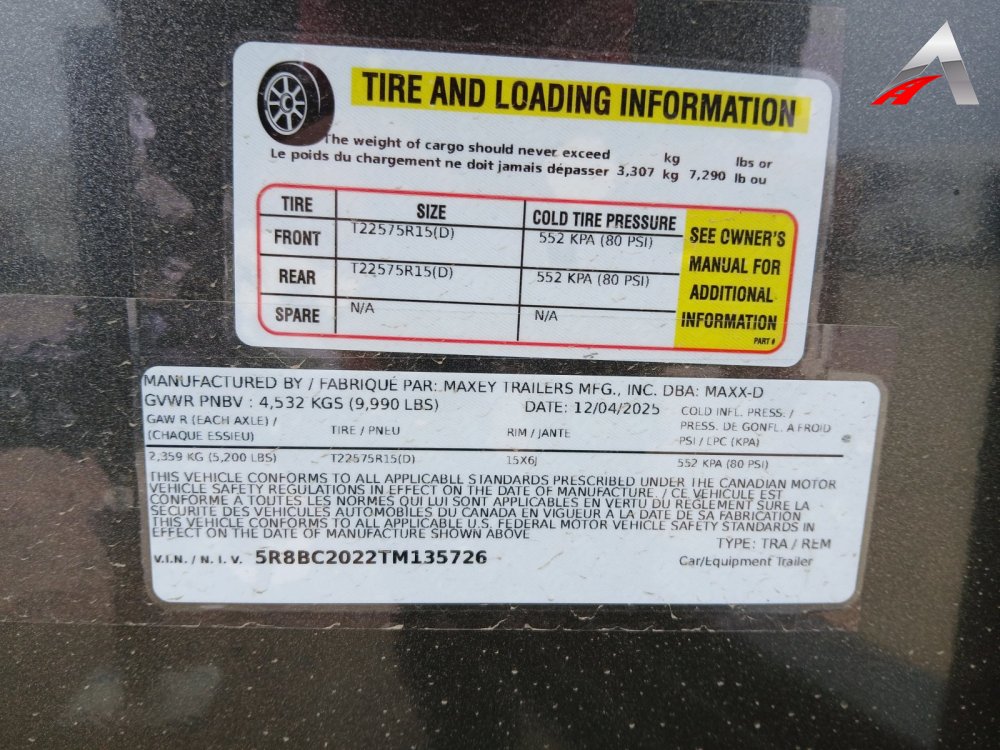 TIRE AND LOADING INFORMATION
The weight of cargo should never exceed kg lbs or
Le poids du chargement ne doit jamais dépasser 3,307 kg 7,290 lb ou
TIRE SIZE COLD TIRE PRESSURE
FRONT T22575R15(D) 552 KPA (80 PSI)
REAR T22575R15(D) 552 KPA (80 PSI)
SPARE N/A N/A
SEE OWNER'S
MANUAL FOR
ADDITIONAL
INFORMATION
PART #
MANUFACTURED BY / FABRIQUÉ PAR: MAXEY TRAILERS MFG., INC. DBA: MAXX-D
GVWR PNBV : 4,532 KGS (9,990 LBS) DATE: 12/04/2025
GAW R (EACH AXLE) /
(CHAQUE ESSIEU)
TIRE / PNEU
RIM / JANTE
COLD INFL. PRESS. /
PRESS. DE GONFL. A FROID
PSI / LPC (KPA)
2,359 KG (5,200 LBS) T22575R15(D) 15X6J 552 KPA (80 PSI)
THIS VEHICLE CONFORMS TO ALL APPLICABLE STANDARDS PRESCRIBED UNDER THE CANADIAN MOTOR
VEHICLE SAFETY REGULATIONS IN EFFECT ON THE DATE OF MANUFACTURE. / CE VEHICULE EST
CONFORME A TOUTES LES NORMES QUI LUI SONT APPLICABLES EN VERTU DU REGLEMENT SURE LA
SECURITE DES VEHICULES AUTOMOBILES DU CANADA EN VIGUEUR A LA DATE DE SA FABRICATION
THIS VEHICLE CONFORMS TO ALL APPLICABLE U.S. FEDERAL MOTOR VEHICLE SAFETY STANDARDS IN
EFFECT ON THE DATE OF MANUFACTURE SHOWN ABOVE
TYPE: TRA / REM
V.I.N. / N. I. V. 5R8BC2022TM135726
Car/Equipment Trailer